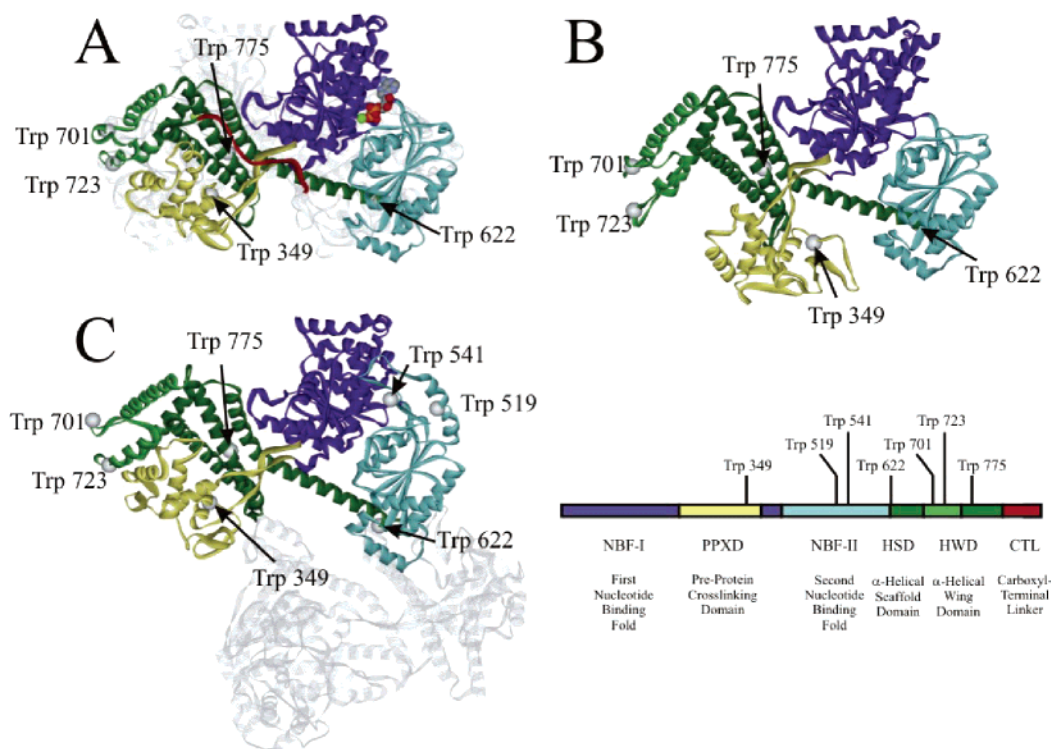 A
Trp 775
Trp 701
Trp 723
Trp 349
Trp 622
B
Trp 775
Trp 701
Trp 723
Trp 622
Trp 349
C
Trp 775
Trp 541
Trp 701
Trp 519
Trp 723
Trp 622
Trp 349
Trp 541
Trp 723
Trp 519
Trp 701
Trp 349
Trp 622
Trp 775
NBF-I PPXD NBF-II HSD HWD CTL
First
Nucleotide
Binding
Fold
Pre-Protein
Crosslinking
Domain
Second
Nucleotide
Binding
Fold
α-Helical
Scaffold
Domain
α-Helical
Wing
Domain
Carboxyl-
Terminal
Linker